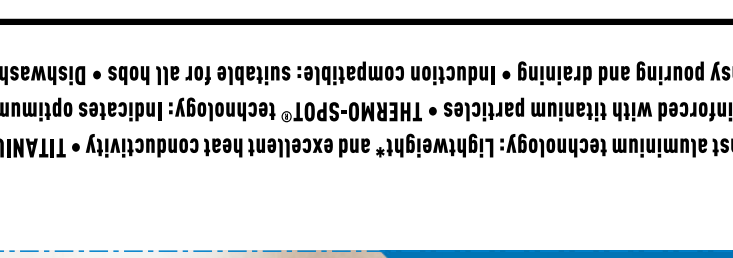 st aluminium technology: Lightweight* and excellent heat conductivity • TITANIU
inforced with titanium particles • THERMO-SPOT® technology: Indicates optimum
sy pouring and draining • Induction compatible: suitable for all hobs • Dishwash